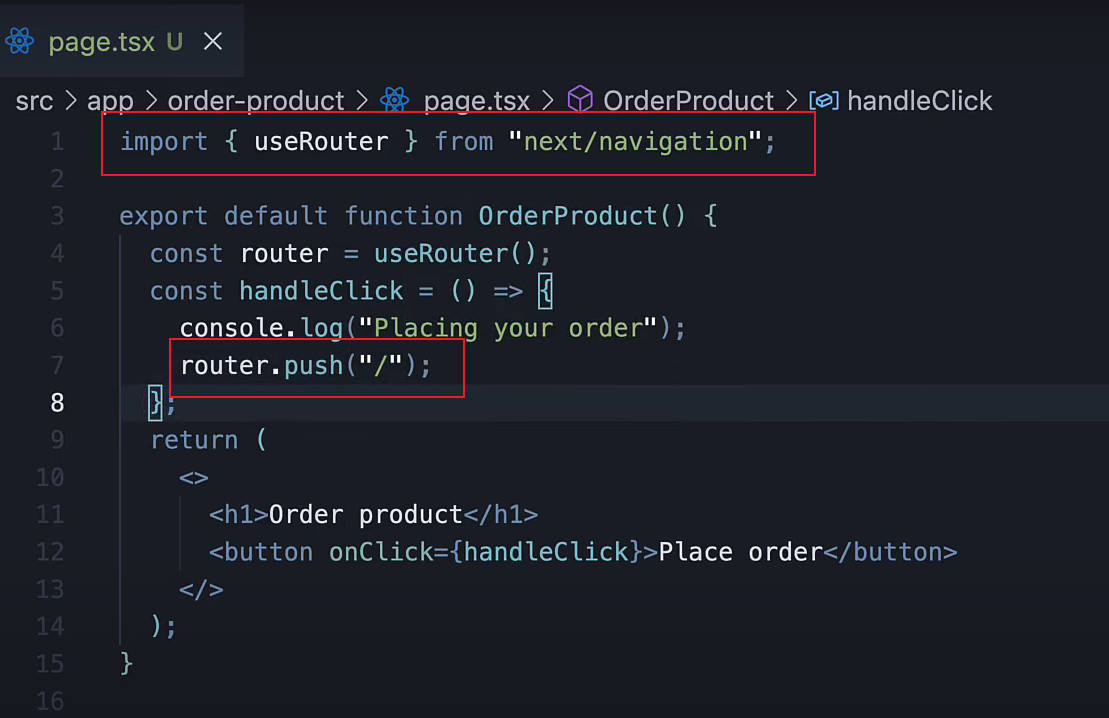 page.tsx U
src > app > order-product > page.tsx > OrderProduct > handleClick
1 import { useRouter } from "next/navigation";
2
3 export default function OrderProduct() {
4   const router = useRouter();
5   const handleClick = () => {
6     console.log("Placing your order");
7     router.push("/");
8   };
9   return (
10     <>
11       <h1>Order product</h1>
12       <button onClick={handleClick}>Place order</button>
13     </>
14   );
15 }
16